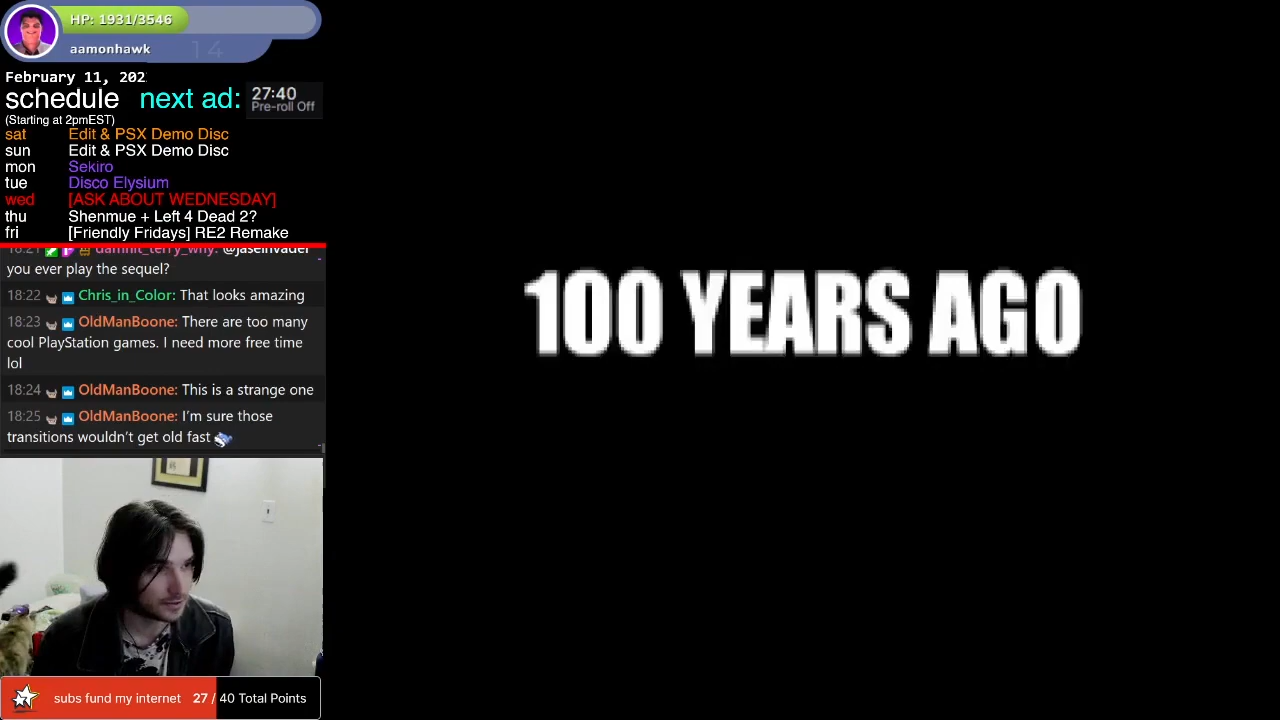 HP: 1931/3546
aamonhawk
14
February 11, 202
schedule next ad: 27:40
Pre-roll Off
(Starting at 2pmEST)
sat Edit & PSX Demo Disc
sun Edit & PSX Demo Disc
mon Sekiro
tue Disco Elysium
wed [ASK ABOUT WEDNESDAY]
thu Shenmue + Left 4 Dead 2?
fri [Friendly Fridays] RE2 Remake
18:21 damnit_terry_why: @jaseinvader
you ever play the sequel?
18:22 Chris_in_Color: That looks amazing
18:23 OldManBoone: There are too many
cool PlayStation games. I need more free time
lol
18:24 OldManBoone: This is a strange one
18:25 OldManBoone: I'm sure those
transitions wouldn't get old fast
subs fund my internet 27 / 40 Total Points
100 YEARS AGO